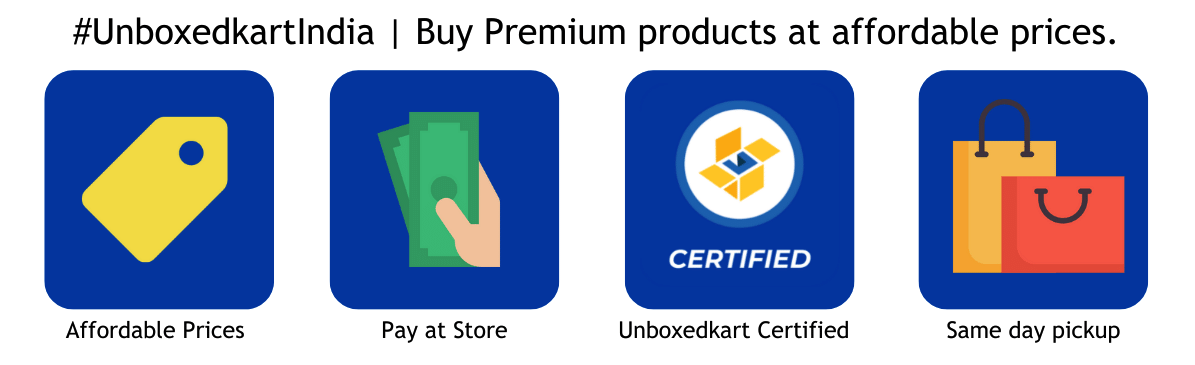 #UnboxedkartIndia | Buy Premium products at affordable prices.
CERTIFIED
Affordable Prices
Pay at Store
Unboxedkart Certified
Same day pickup